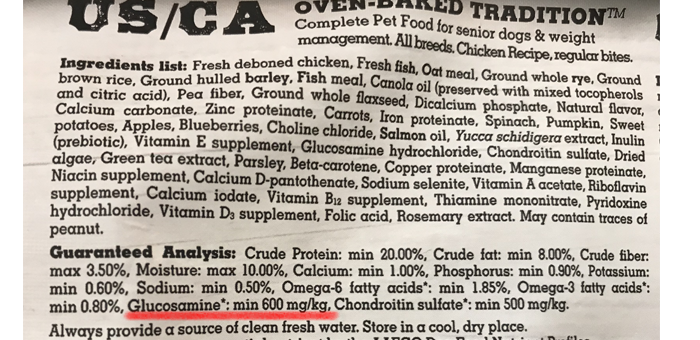 US/CA
OVEN-BAKED TRADITION™
Complete Pet Food for senior dogs & weight
management. All breeds. Chicken Recipe, regular bites.
Ingredients list: Fresh deboned chicken, Fresh fish, Oat meal, Ground whole rye, Ground
brown rice, Ground hulled barley, Fish meal, Canola oil (preserved with mixed tocopherols
and citric acid), Pea fiber, Ground whole flaxseed, Dicalcium phosphate, Natural flavor,
Calcium carbonate, Zinc proteinate, Carrots, Iron proteinate, Spinach, Pumpkin, Sweet
potatoes, Apples, Blueberries, Choline chloride, Salmon oil, Yucca schidigera extract, Inulin
(prebiotic), Vitamin E supplement, Glucosamine hydrochloride, Chondroitin sulfate, Dried
algae, Green tea extract, Parsley, Beta-carotene, Copper proteinate, Manganese proteinate,
Niacin supplement, Calcium D-pantothenate, Sodium selenite, Vitamin A acetate, Riboflavin
supplement, Calcium iodate, Vitamin B12 supplement, Thiamine mononitrate, Pyridoxine
hydrochloride, Vitamin D3 supplement, Folic acid, Rosemary extract. May contain traces of
peanut.
Guaranteed Analysis: Crude Protein: min 20.00%, Crude fat: min 8.00%, Crude fiber:
max 3.50%, Moisture: max 10.00%, Calcium: min 1.00%, Phosphorus: min 0.90%, Potassium:
min 0.60%, Sodium: min 0.50%, Omega-6 fatty acids*: min 1.85%, Omega-3 fatty acids*:
min 0.80%, Glucosamine*: min 600 mg/kg, Chondroitin sulfate*: min 500 mg/kg.
Always provide a source of clean fresh water. Store in a cool, dry place.